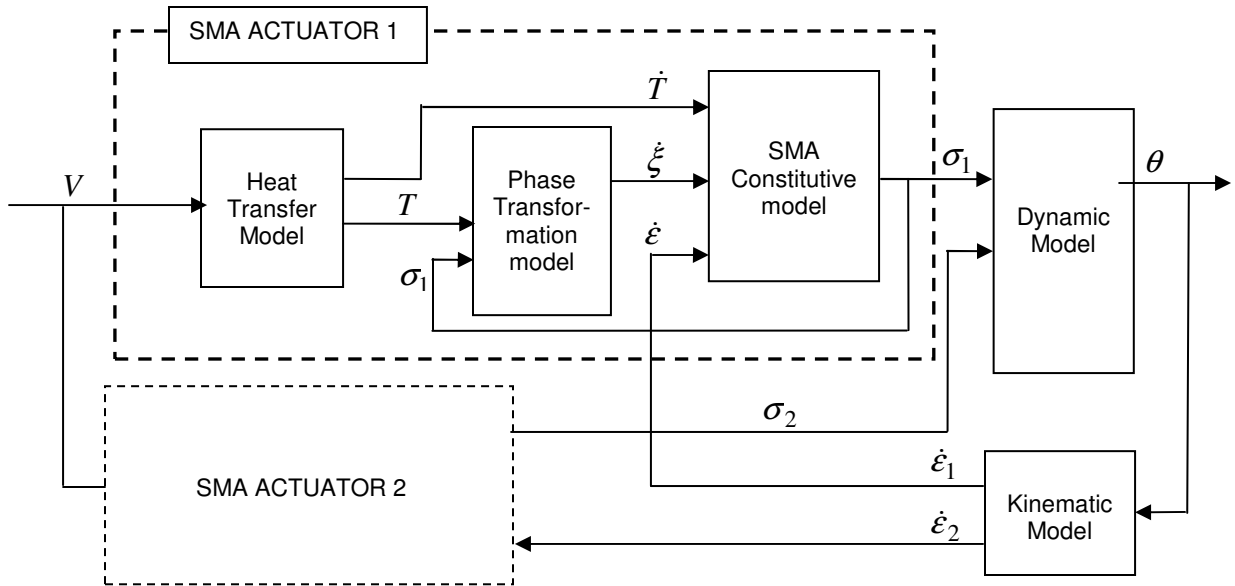 SMA ACTUATOR 1
V
Heat
Transfer
Model
Ṫ
T
σ₁
Phase
Transfor-
mation
model
ξ̇
ε̇
SMA
Constitutive
model
σ₁
Dynamic
Model
θ
SMA ACTUATOR 2
σ₂
ε̇₁
ε̇₂
Kinematic
Model